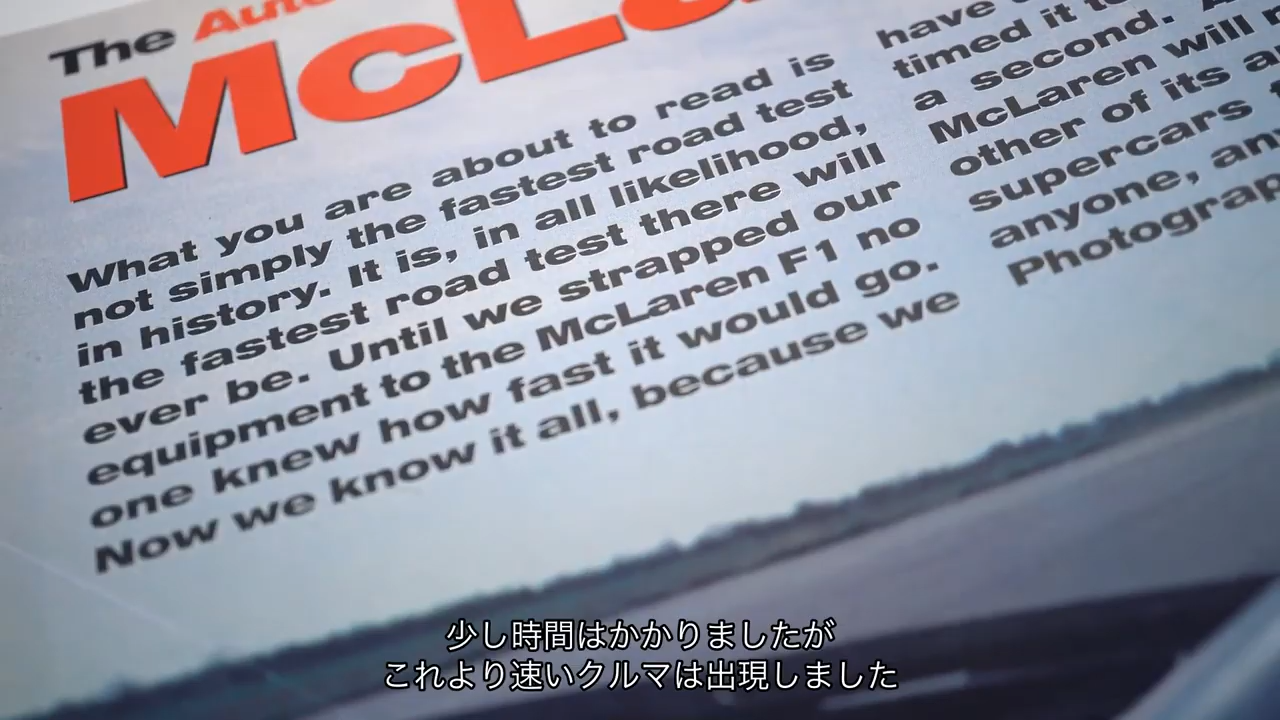 The Auto
McLa
What you are about to read is
not simply the fastest road test
in history. It is, in all likelihood,
the fastest road test there will
ever be. Until we strapped our
equipment to the McLaren F1 no
one knew how fast it would go.
Now we know it all, because we
have
timed it to
a second.
McLaren will
other of its
supercars
anyone, an
Photograp
少し時間はかかりましたが
これより速いクルマは出現しました